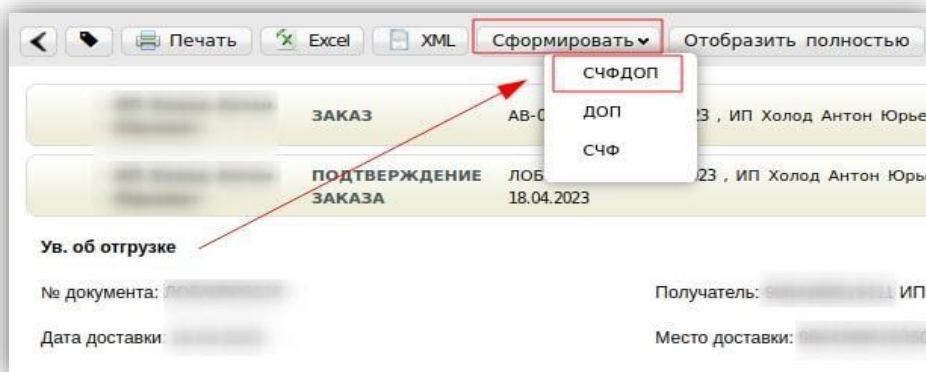 Печать Excel XML Сформировать Отобразить полностью
СЧФДОП
ЗАКАЗ АВ-0 23 , ИП Холод Антон Юрье
ДОП
СЧФ
ПОДТВЕРЖДЕНИЕ ЛОБ 023 , ИП Холод Антон Юрь
ЗАКАЗА 18.04.2023
Ув. об отгрузке
№ документа: Получатель: ИП
Дата доставки: Место доставки: